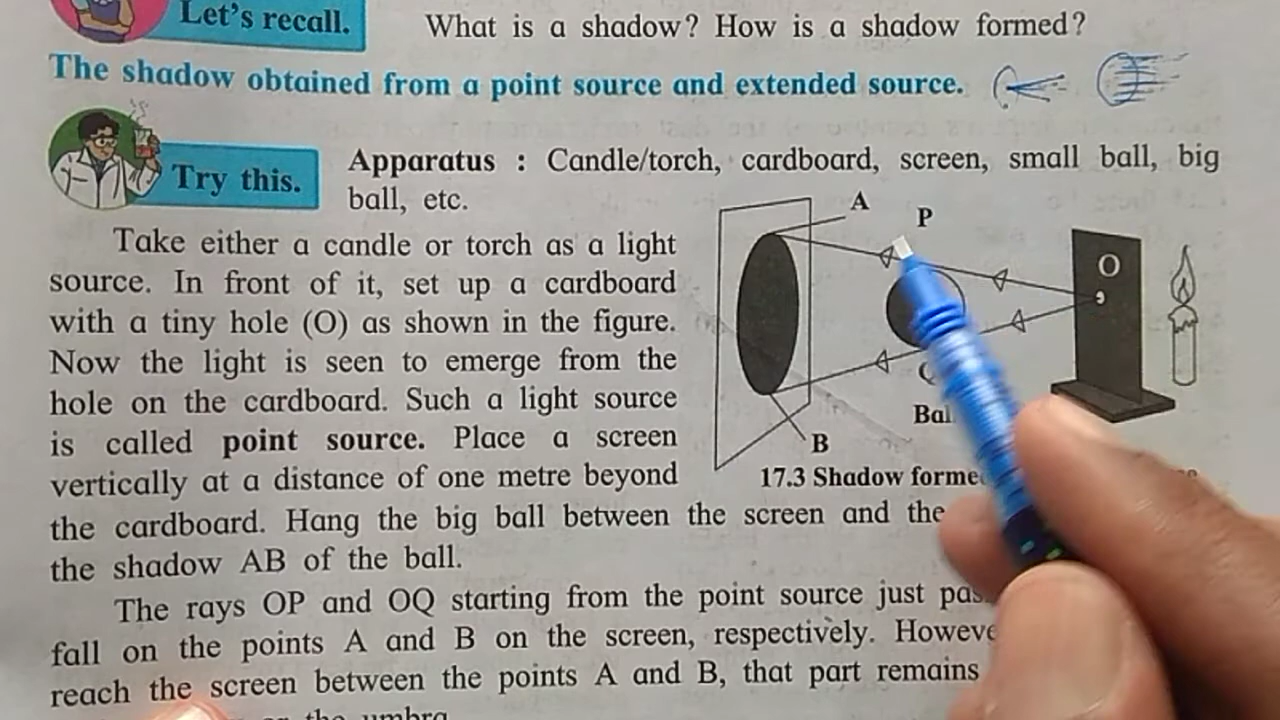 Let's recall.
What is a shadow? How is a shadow formed?
The shadow obtained from a point source and extended source.
Try this.
Apparatus : Candle/torch, cardboard, screen, small ball, big
ball, etc.
Take either a candle or torch as a light
source. In front of it, set up a cardboard
with a tiny hole (O) as shown in the figure.
Now the light is seen to emerge from the
hole on the cardboard. Such a light source
is called point source. Place a screen
vertically at a distance of one metre beyond
the cardboard. Hang the big ball between the screen and the
the shadow AB of the ball.
The rays OP and OQ starting from the point source just
fall on the points A and B on the screen, respectively.
reach the screen between the points A and B, that part remains
the umbra
A
P
O
B
17.3 Shadow